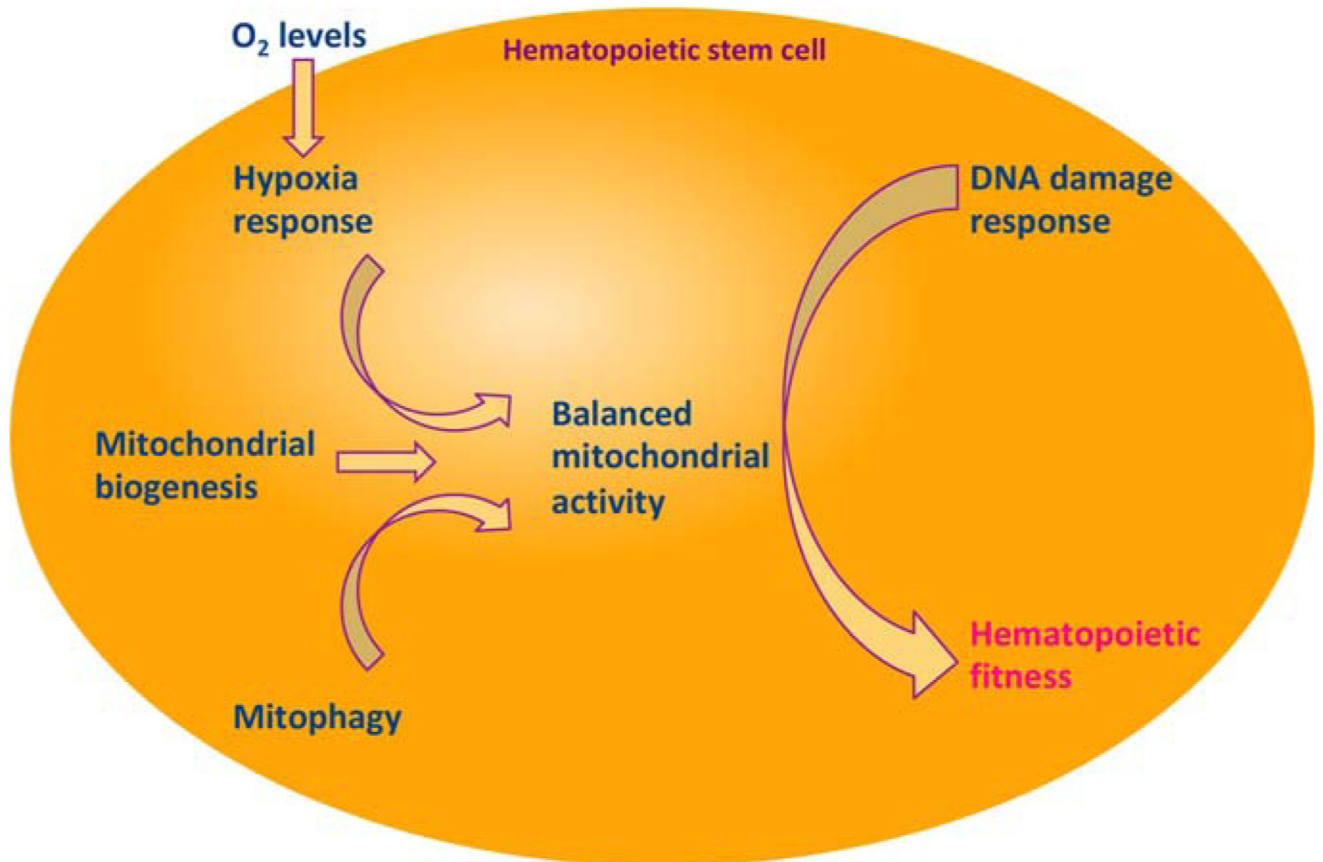 O₂ levels
Hematopoietic stem cell
Hypoxia
response
DNA damage
response
Mitochondrial
biogenesis
Balanced
mitochondrial
activity
Mitophagy
Hematopoietic
fitness